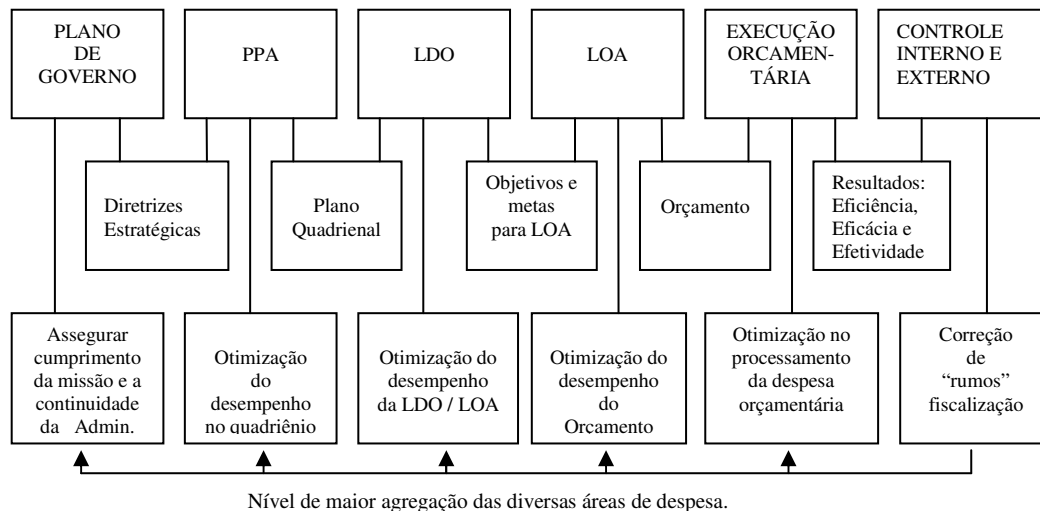 PLANO
DE
GOVERNO
PPA
LDO
LOA
EXECUÇÃO
ORCAMEN-
TÁRIA
CONTROLE
INTERNO E
EXTERNO
Diretrizes
Estratégicas
Plano
Quadrienal
Objetivos e
metas
para LOA
Orçamento
Resultados:
Eficiência,
Eficácia e
Efetividade
Assegurar
cumprimento
da missão e a
continuidade
da Admin.
Otimização
do
desempenho
no quadriênio
Otimização do
desempenho
da LDO / LOA
Otimização do
desempenho
do
Orçamento
Otimização no
processamento
da despesa
orçamentária
Correção
de
“rumos”
fiscalização
Nível de maior agregação das diversas áreas de despesa.